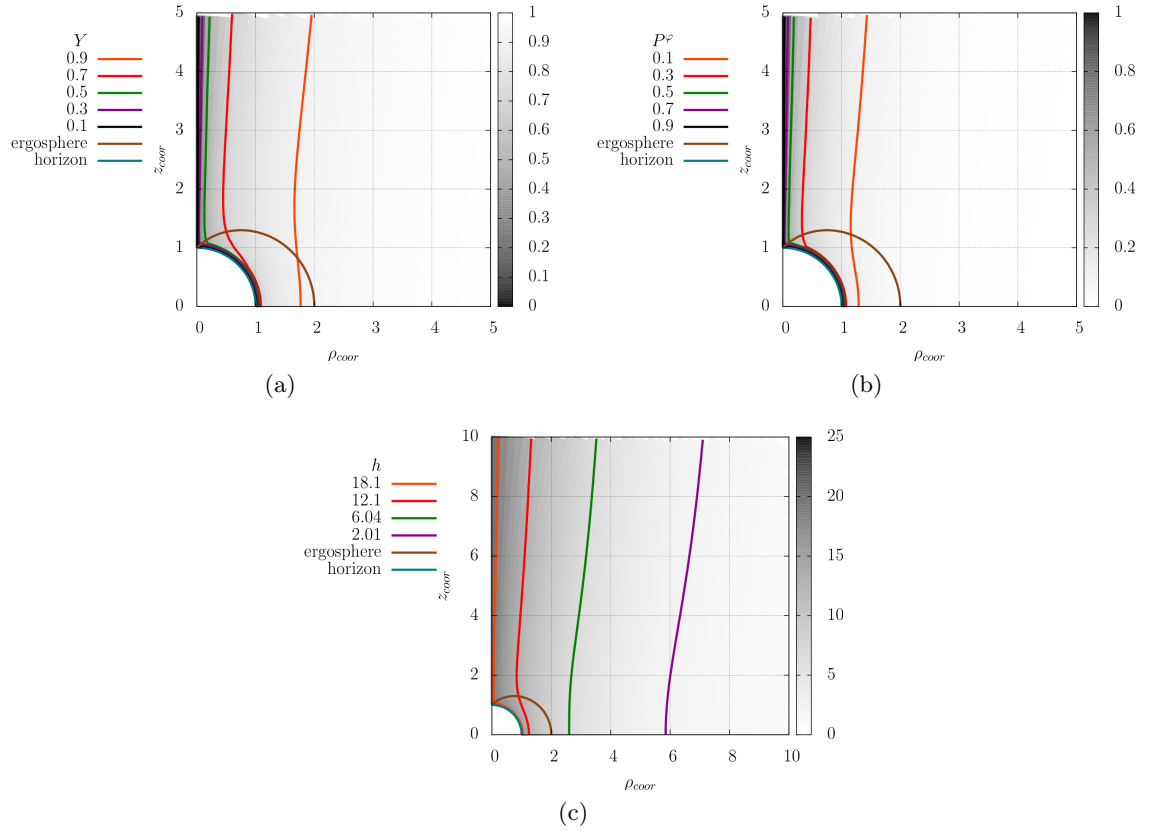 Y
0.9
0.7
0.5
0.3
0.1
ergosphere
horizon
z_coor
5
4
3
2
1
0
0 1 2 3 4 5
ρ_coor
1
0.9
0.8
0.7
0.6
0.5
0.4
0.3
0.2
0.1
0
(a)
P^φ
0.1
0.3
0.5
0.7
0.9
ergosphere
horizon
z_coor
5
4
3
2
1
0
0 1 2 3 4 5
ρ_coor
1
0.8
0.6
0.4
0.2
0
(b)
h
18.1
12.1
6.04
2.01
ergosphere
horizon
z_coor
10
8
6
4
2
0
0 2 4 6 8 10
ρ_coor
25
20
15
10
5
0
(c)